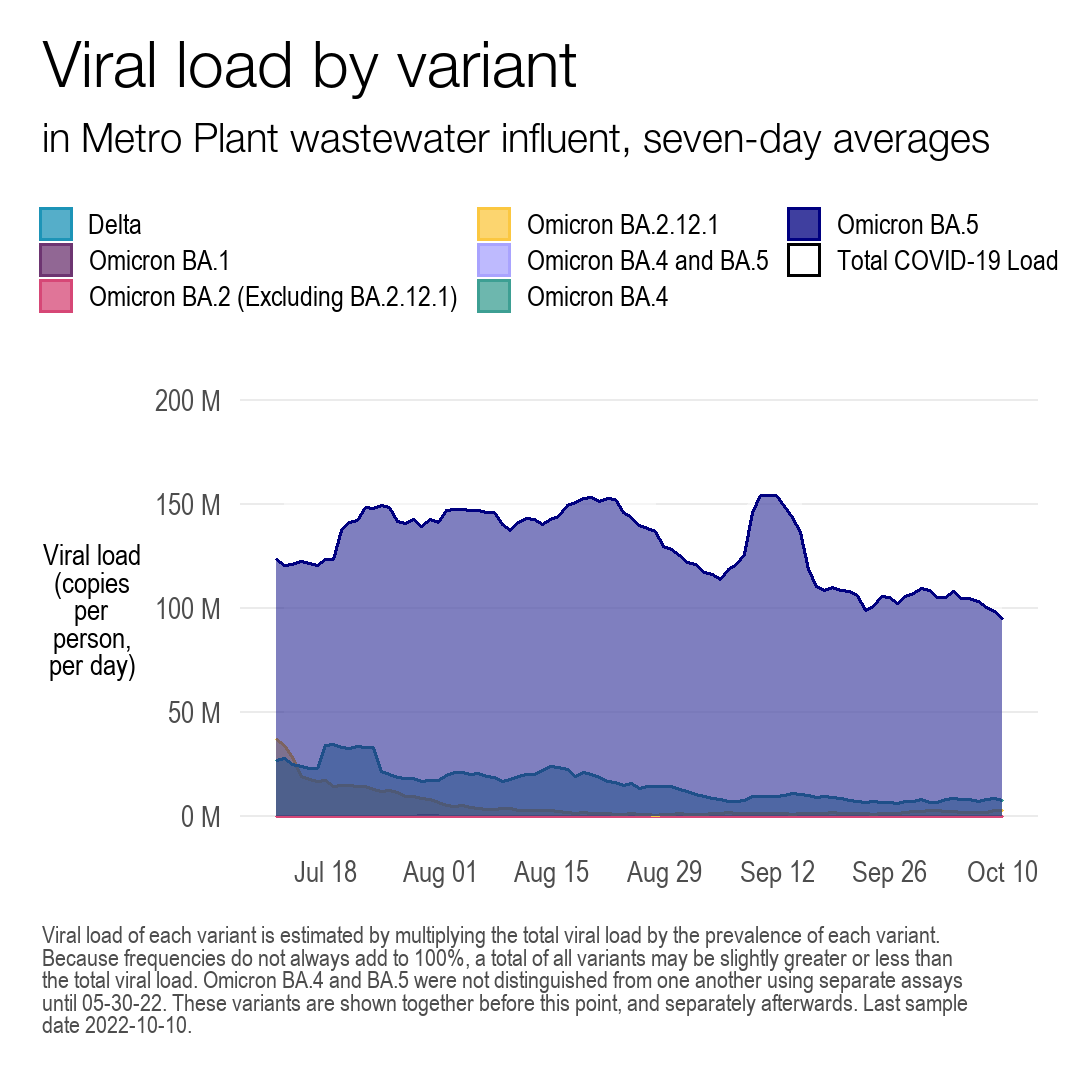 Viral load by variant
in Metro Plant wastewater influent, seven-day averages
Delta
Omicron BA.1
Omicron BA.2 (Excluding BA.2.12.1)
Omicron BA.2.12.1
Omicron BA.4 and BA.5
Omicron BA.4
Omicron BA.5
Total COVID-19 Load
200 M
150 M
100 M
50 M
0 M
Viral load
(copies
per
person,
per day)
Jul 18
Aug 01
Aug 15
Aug 29
Sep 12
Sep 26
Oct 10
Viral load of each variant is estimated by multiplying the total viral load by the prevalence of each variant.
Because frequencies do not always add to 100%, a total of all variants may be slightly greater or less than
the total viral load. Omicron BA.4 and BA.5 were not distinguished from one another using separate assays
until 05-30-22. These variants are shown together before this point, and separately afterwards. Last sample
date 2022-10-10.